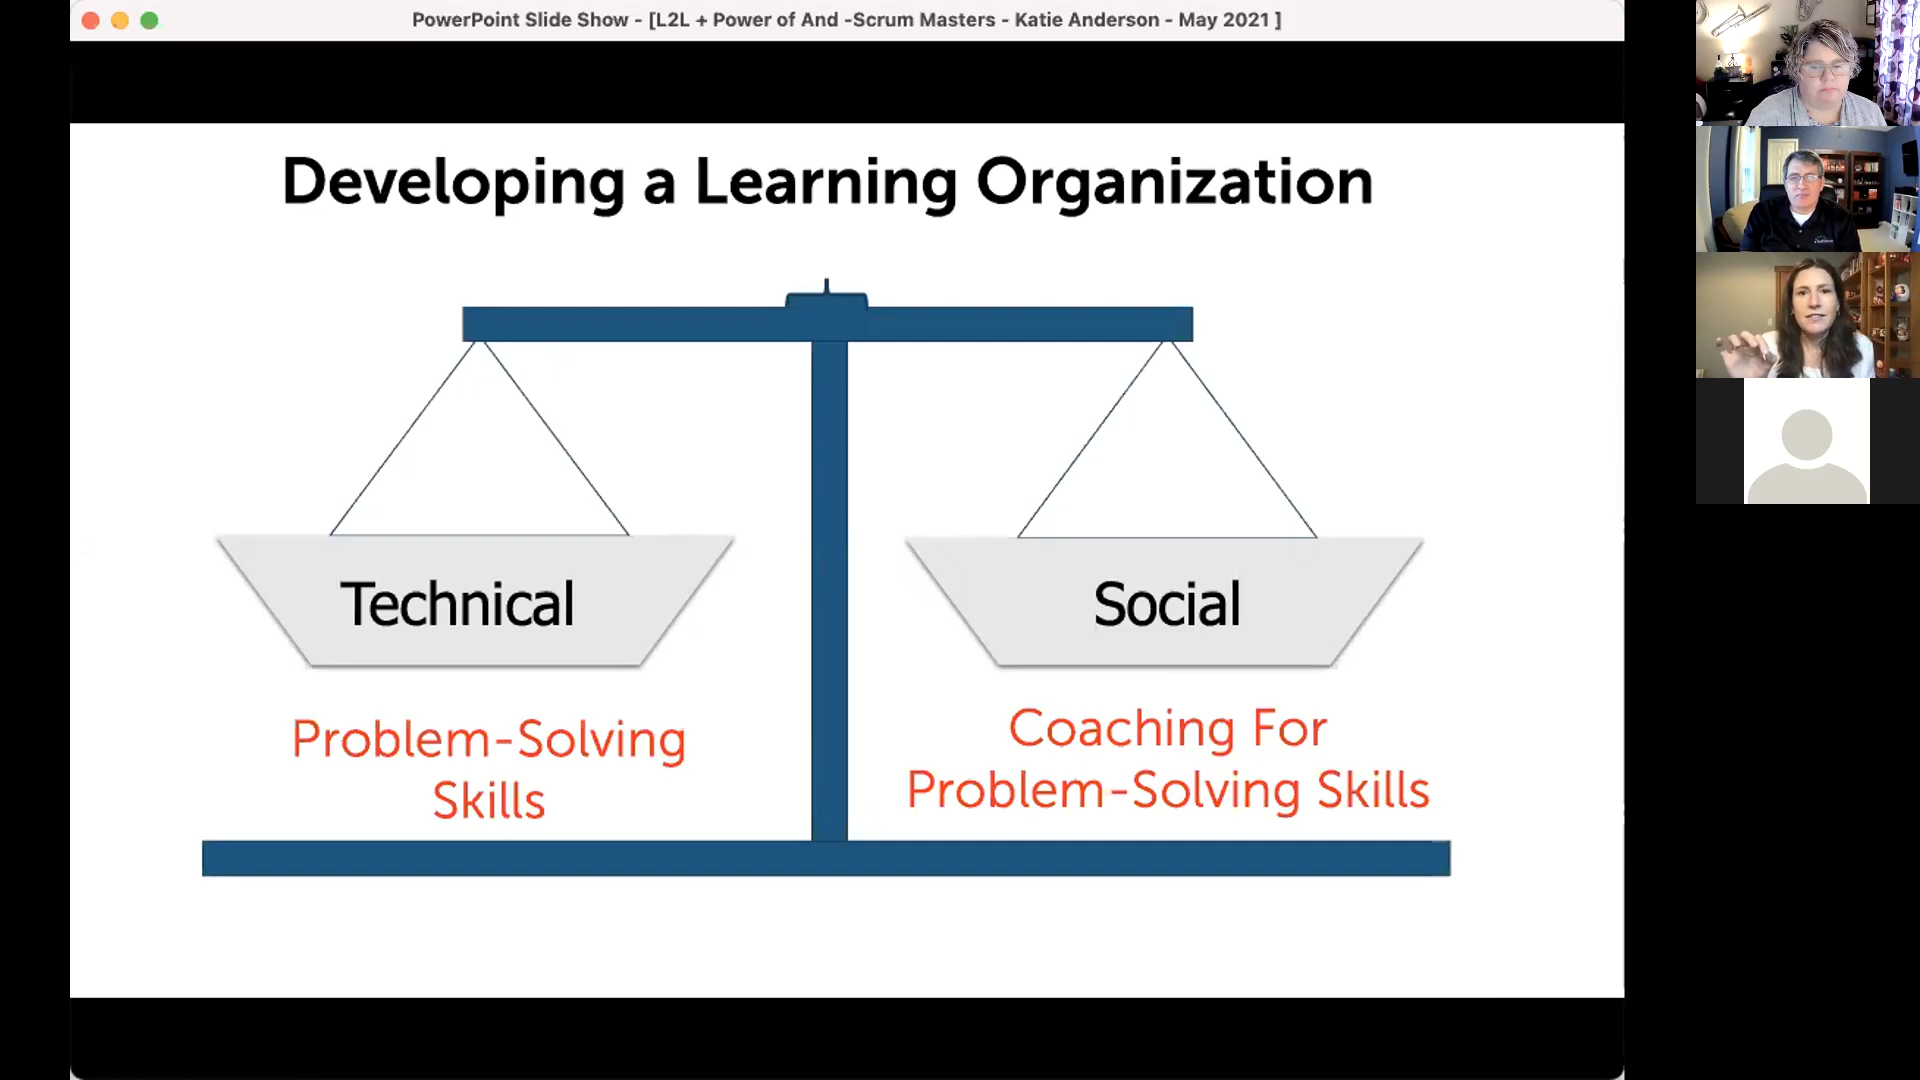 PowerPoint Slide Show - [L2L + Power of And -Scrum Masters - Katie Anderson - May 2021 ]
Developing a Learning Organization
Technical
Social
Problem-Solving
Skills
Coaching For
Problem-Solving Skills